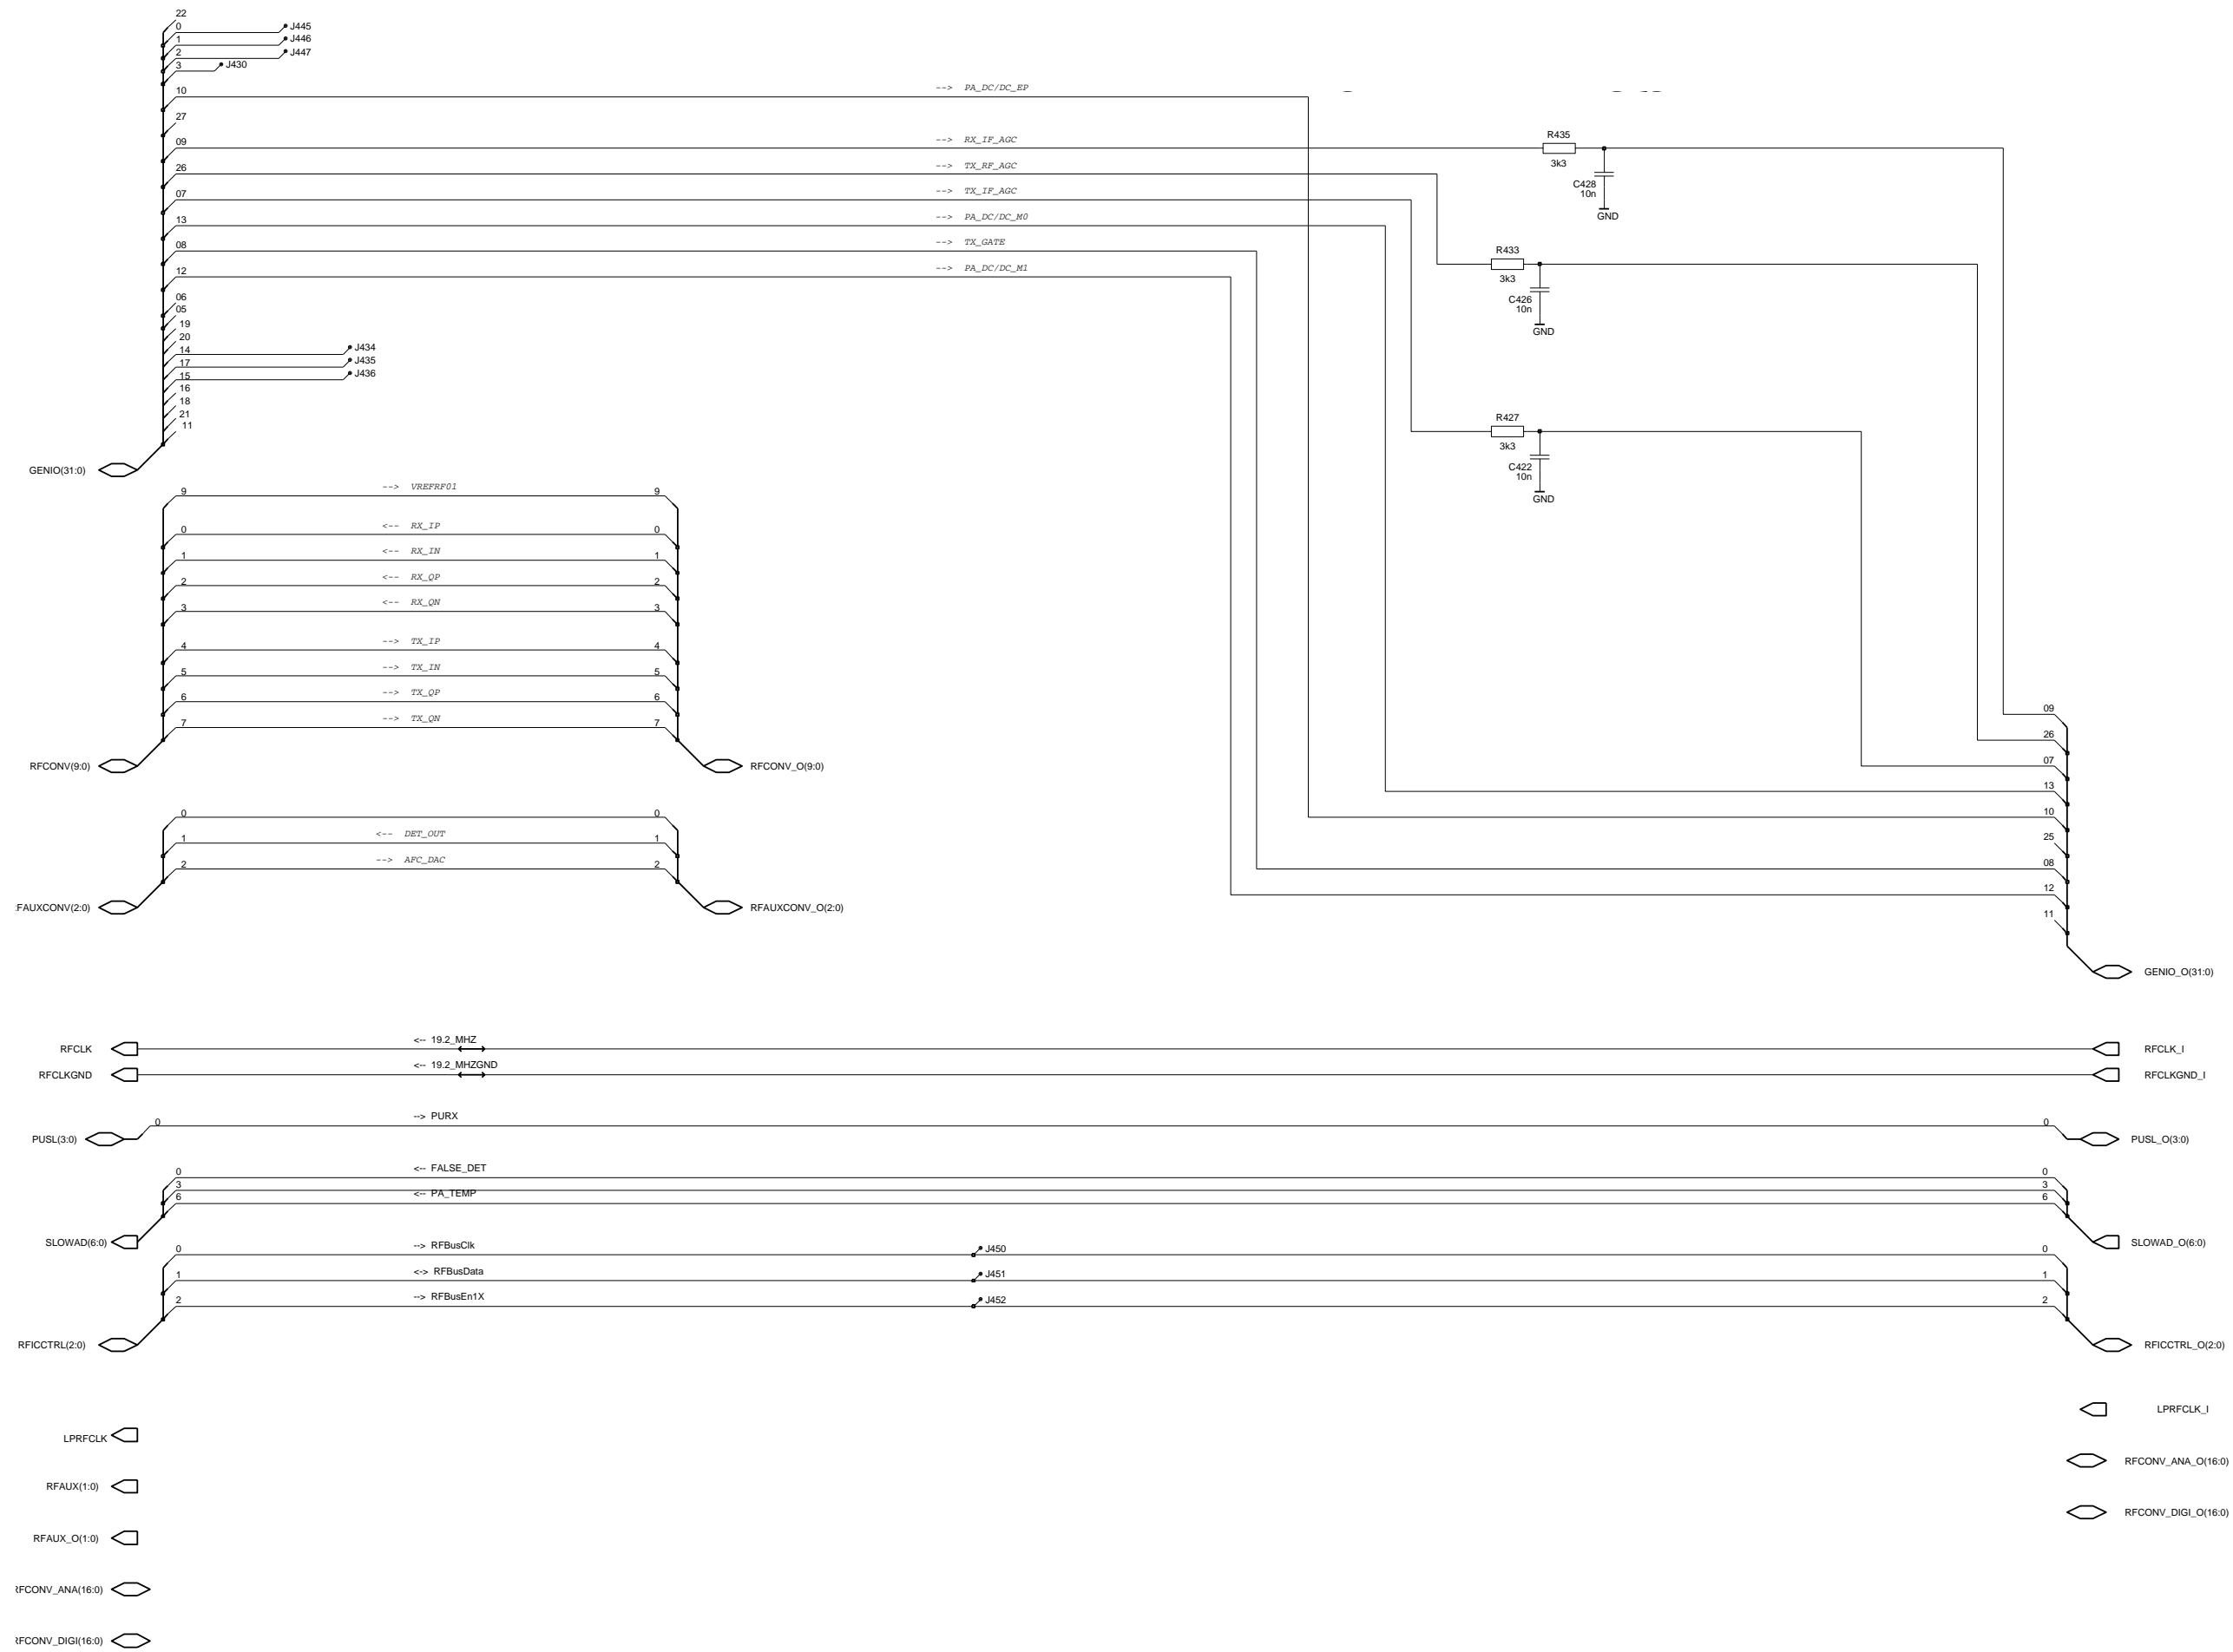 22
0 J445
1 J446
2 J447
3 J430
10 --> PA_DC/DC_EP
27
09 --> RX_IF_AGC R435 3k3
C428 10n GND
26 --> TX_RF_AGC
07 --> TX_IF_AGC
13 --> PA_DC/DC_M0
08 --> TX_GATE
12 --> PA_DC/DC_M1
R433 3k3
C426 10n GND
06
05
19
20
14 J434
17 J435
15 J436
16
18
21
11
R427 3k3
C422 10n GND
GENIO(31:0)
9 --> VREFRF01 9
0 <-- RX_IP 0
1 <-- RX_IN 1
2 <-- RX_QP 2
3 <-- RX_QN 3
4 --> TX_IP 4
5 --> TX_IN 5
6 --> TX_QP 6
7 --> TX_QN 7
RFCONV(9:0) RFCONV_O(9:0)
0 0
1 <-- DET_OUT 1
2 --> AFC_DAC 2
FAUXCONV(2:0) RFAUXCONV_O(2:0)
09
26
07
13
10
25
08
12
11
GENIO_O(31:0)
RFCLK <-- 19.2_MHZ RFCLK_I
RFCLKGND <-- 19.2_MHZGND RFCLKGND_I
0 --> PURX 0
PUSL(3:0) PUSL_O(3:0)
0 <-- FALSE_DET 0
3 3
6 <-- PA_TEMP 6
SLOWAD(6:0) SLOWAD_O(6:0)
0 --> RFBusClk J450 0
1 <-> RFBusData J451 1
2 --> RFBusEn1X J452 2
RFICCTRL(2:0) RFICCTRL_O(2:0)
LPRFCLK_I
LPRFCLK
RFCONV_ANA_O(16:0)
RFAUX(1:0)
RFCONV_DIGI_O(16:0)
RFAUX_O(1:0)
RFCONV_ANA(16:0)
RFCONV_DIGI(16:0)